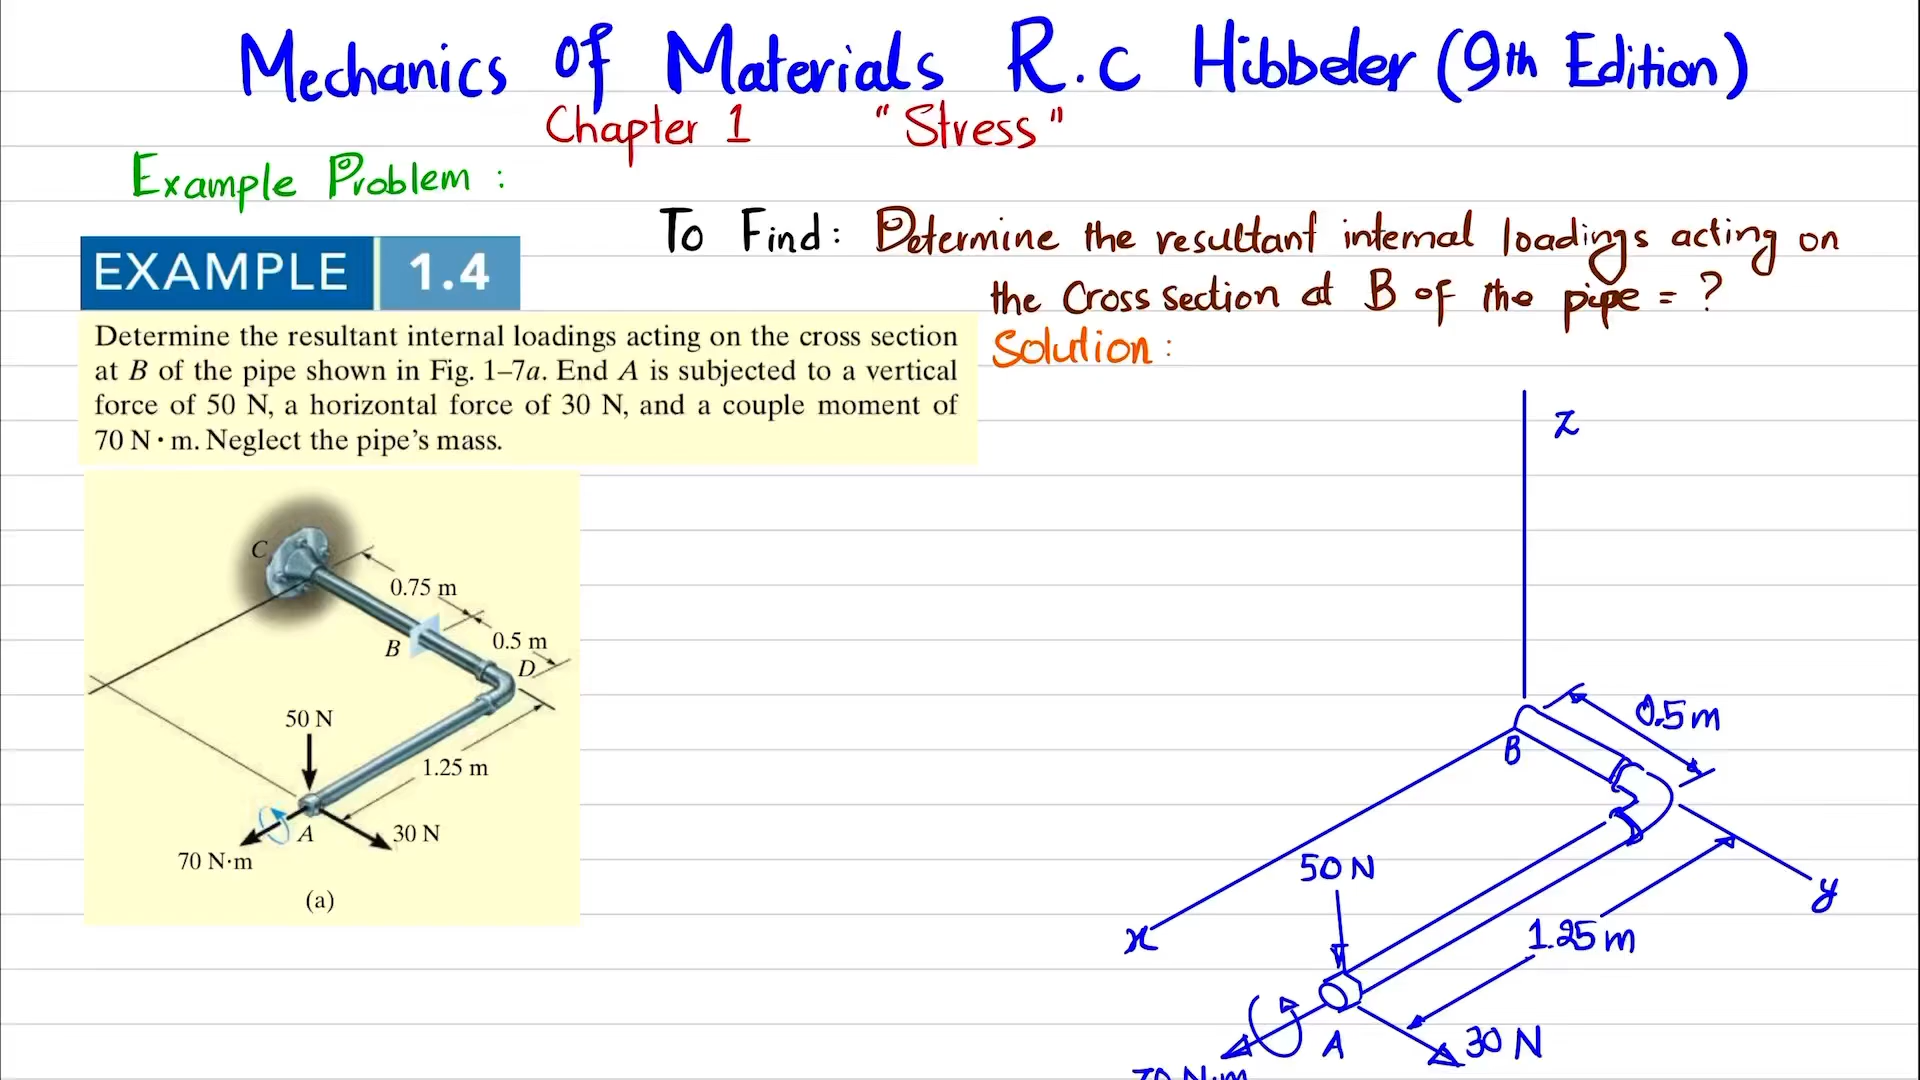 Mechanics Of Materials R.C Hibbeler (9th Edition)
Chapter 1 "Stress"
Example Problem :
To Find: Determine the resultant internal loadings acting on
the Cross section at B of the pipe = ?
Solution :
EXAMPLE 1.4
Determine the resultant internal loadings acting on the cross section
at B of the pipe shown in Fig. 1–7a. End A is subjected to a vertical
force of 50 N, a horizontal force of 30 N, and a couple moment of
70 N·m. Neglect the pipe's mass.
C
0.75 m
B
0.5 m
D
50 N
1.25 m
A
30 N
70 N·m
(a)
z
0.5m
B
50 N
y
x
1.25 m
A
30 N
70 N.m